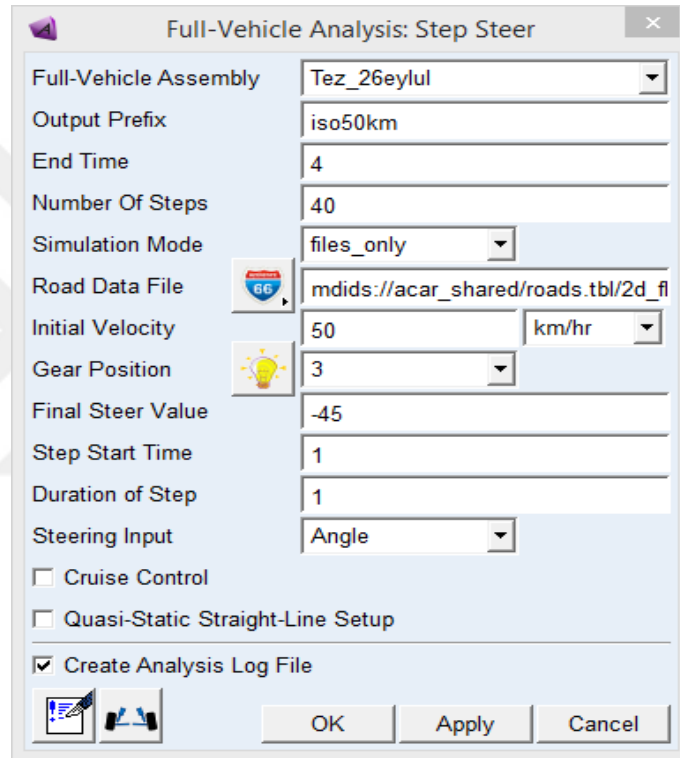 Full-Vehicle Analysis: Step Steer
Full-Vehicle Assembly Tez_26eylul
Output Prefix iso50km
End Time 4
Number Of Steps 40
Simulation Mode files_only
Road Data File 66 mdids://acar_shared/roads.tbl/2d_fl
Initial Velocity 50 km/hr
Gear Position 3
Final Steer Value -45
Step Start Time 1
Duration of Step 1
Steering Input Angle
Cruise Control
Quasi-Static Straight-Line Setup
Create Analysis Log File
OK Apply Cancel